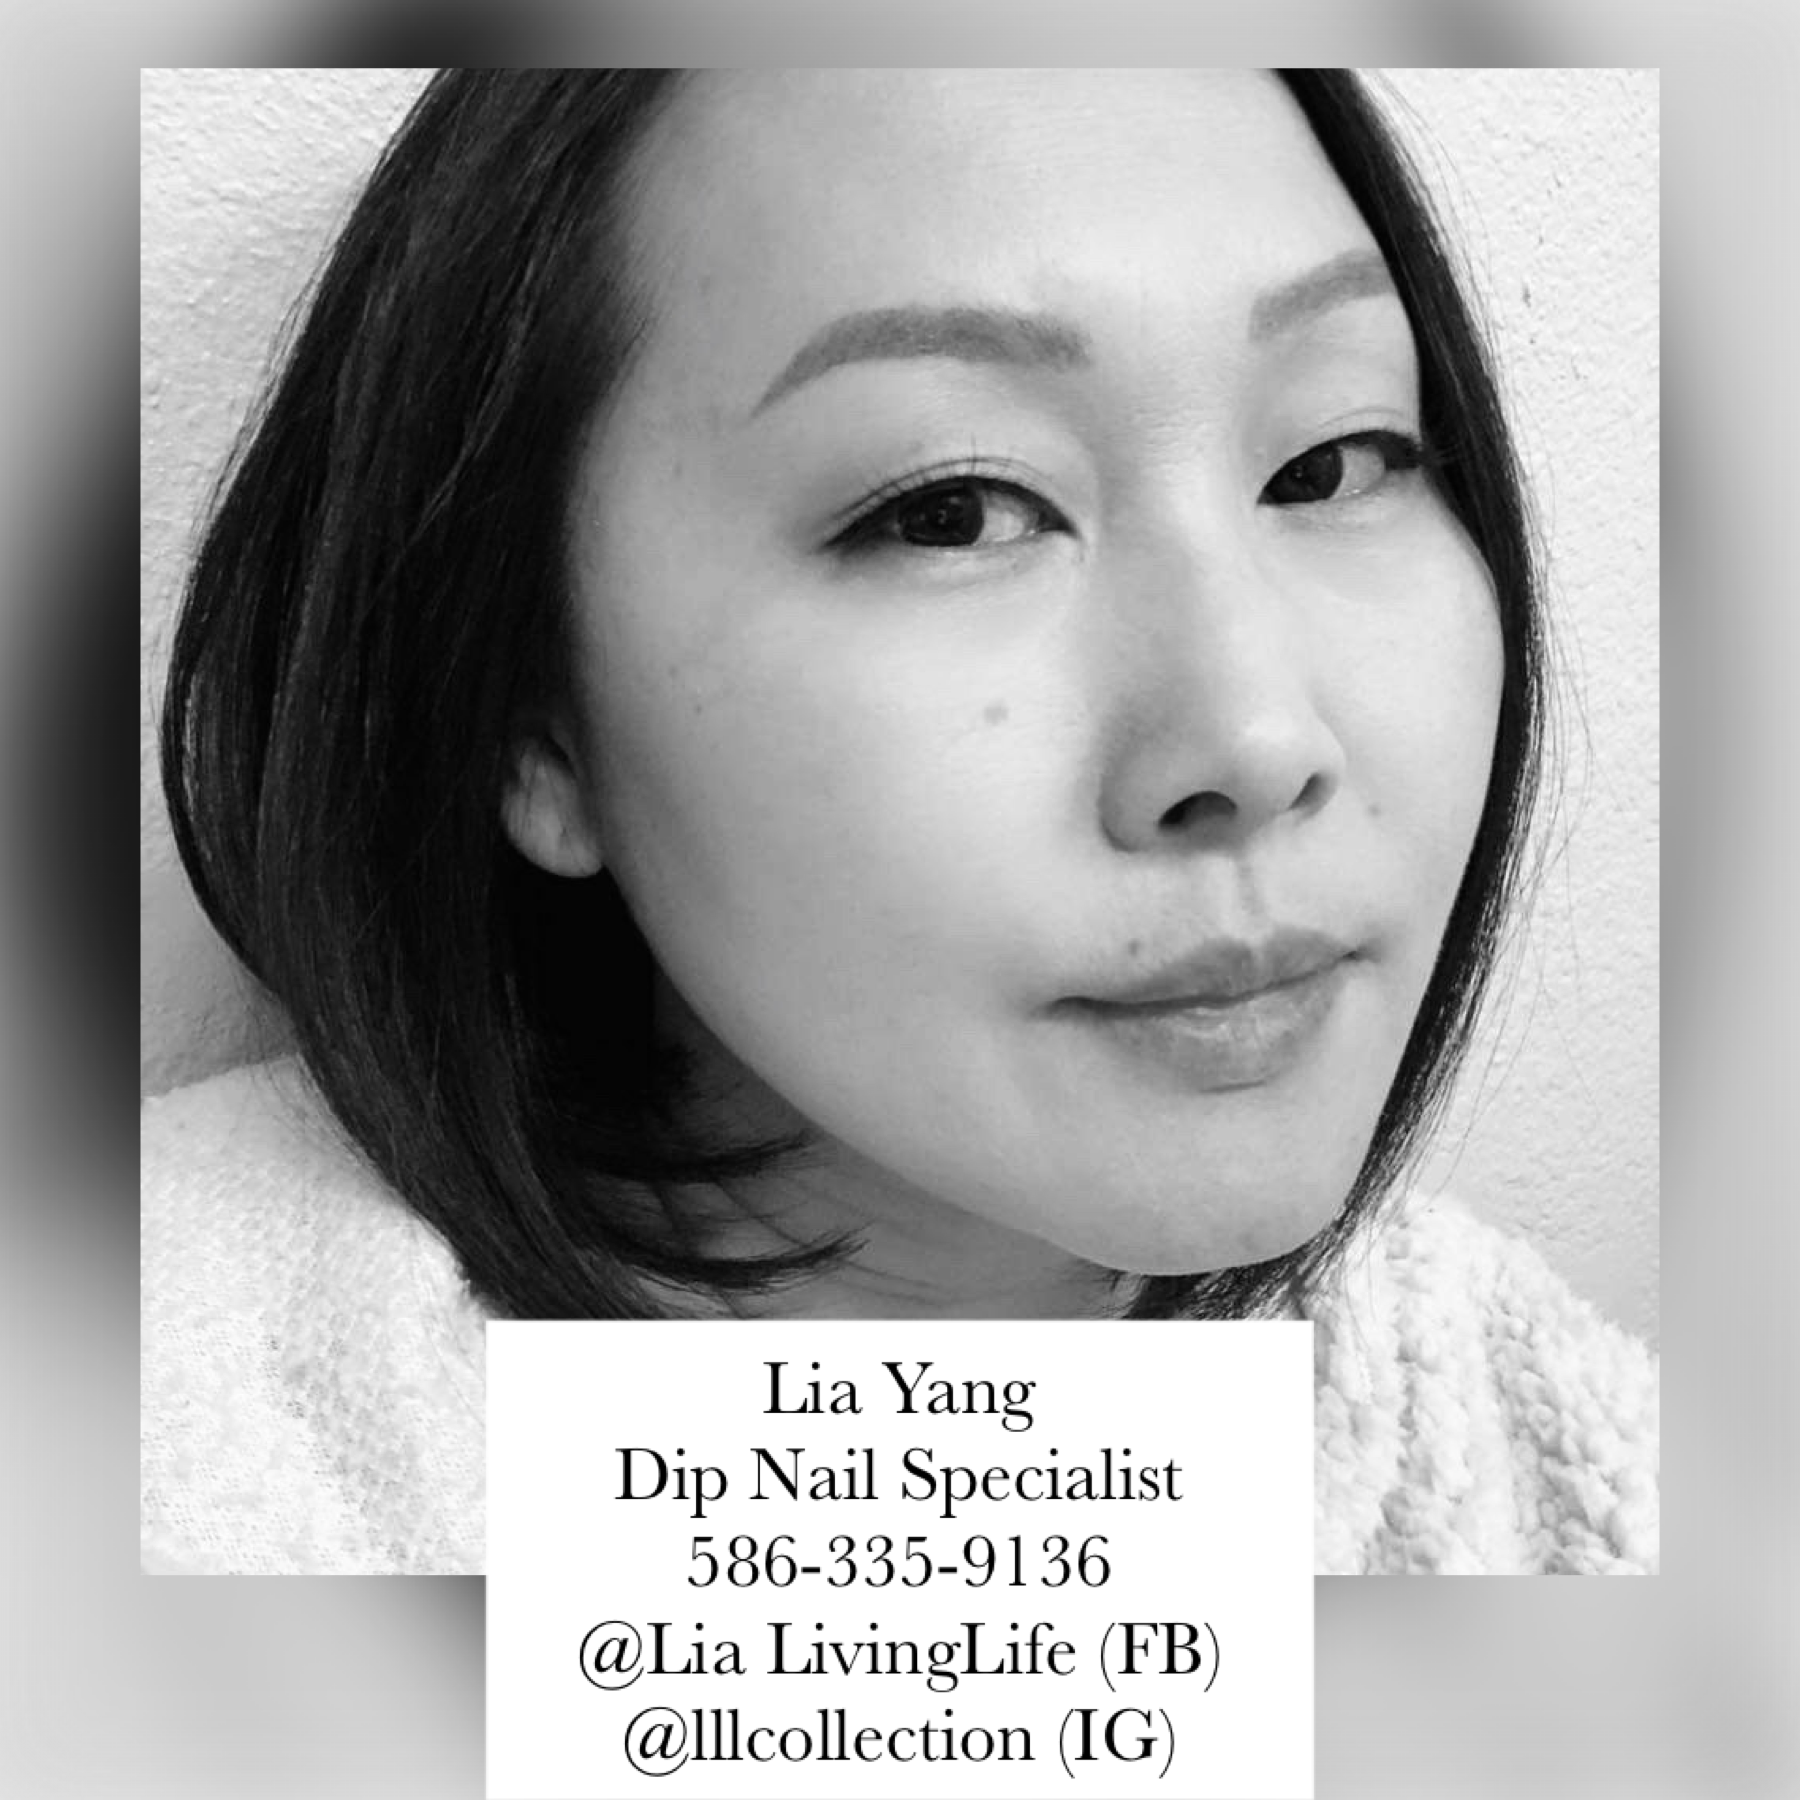 Lia Yang
Dip Nail Specialist
586-335-9136
@Lia LivingLife (FB)
@lllcollection (IG)